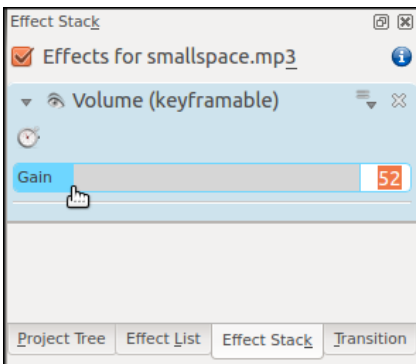 Effect Stack
Effects for smallspace.mp3
Volume (keyframable)
Gain 52
Project Tree Effect List Effect Stack Transition